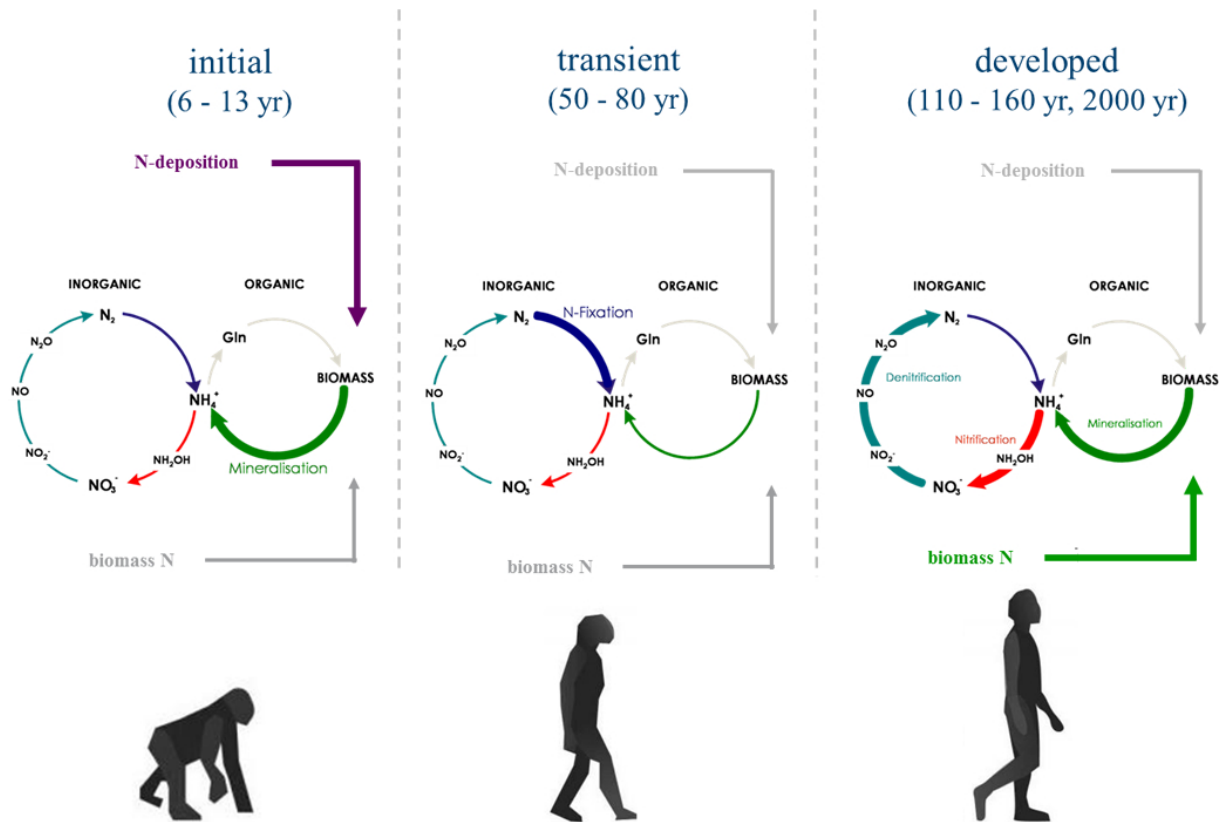 initial
(6 - 13 yr)
N-deposition
INORGANIC
ORGANIC
N₂
N₂O
Gln
NO
BIOMASS
NH₄⁺
NO₂⁻
NH₂OH
Mineralisation
NO₃⁻
biomass N
transient
(50 - 80 yr)
N-deposition
INORGANIC
ORGANIC
N-Fixation
N₂
N₂O
Gln
NO
BIOMASS
NH₄⁺
NO₂⁻
NH₂OH
NO₃⁻
biomass N
developed
(110 - 160 yr, 2000 yr)
N-deposition
INORGANIC
ORGANIC
N₂
N₂O
Gln
Denitrification
NO
BIOMASS
NH₄⁺
Mineralisation
Nitrification
NO₂⁻
NH₂OH
NO₃⁻
biomass N